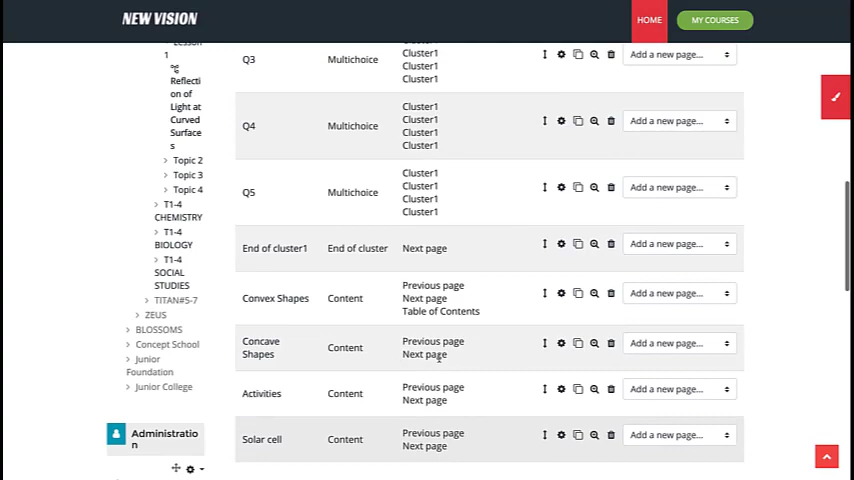 NEW VISION
HOME
MY COURSES
Lesson
1
Reflecti
on of
Light at
Curved
Surface
s
Topic 2
Topic 3
Topic 4
T1-4
CHEMISTRY
T1-4
BIOLOGY
T1-4
SOCIAL
STUDIES
TITAN#5-7
ZEUS
BLOSSOMS
Concept School
Junior
Foundation
Junior College
Administratio
n
Cluster1
Q3 Multichoice Cluster1
Cluster1
Cluster1
Add a new page...
Cluster1
Q4 Multichoice Cluster1
Cluster1
Cluster1
Add a new page...
Cluster1
Q5 Multichoice Cluster1
Cluster1
Cluster1
Add a new page...
End of cluster1 End of cluster Next page Add a new page...
Previous page
Convex Shapes Content Next page Add a new page...
Table of Contents
Concave
Shapes
Content
Previous page
Next page
Add a new page...
Activities Content
Previous page
Next page
Add a new page...
Solar cell Content
Previous page
Next page
Add a new page...